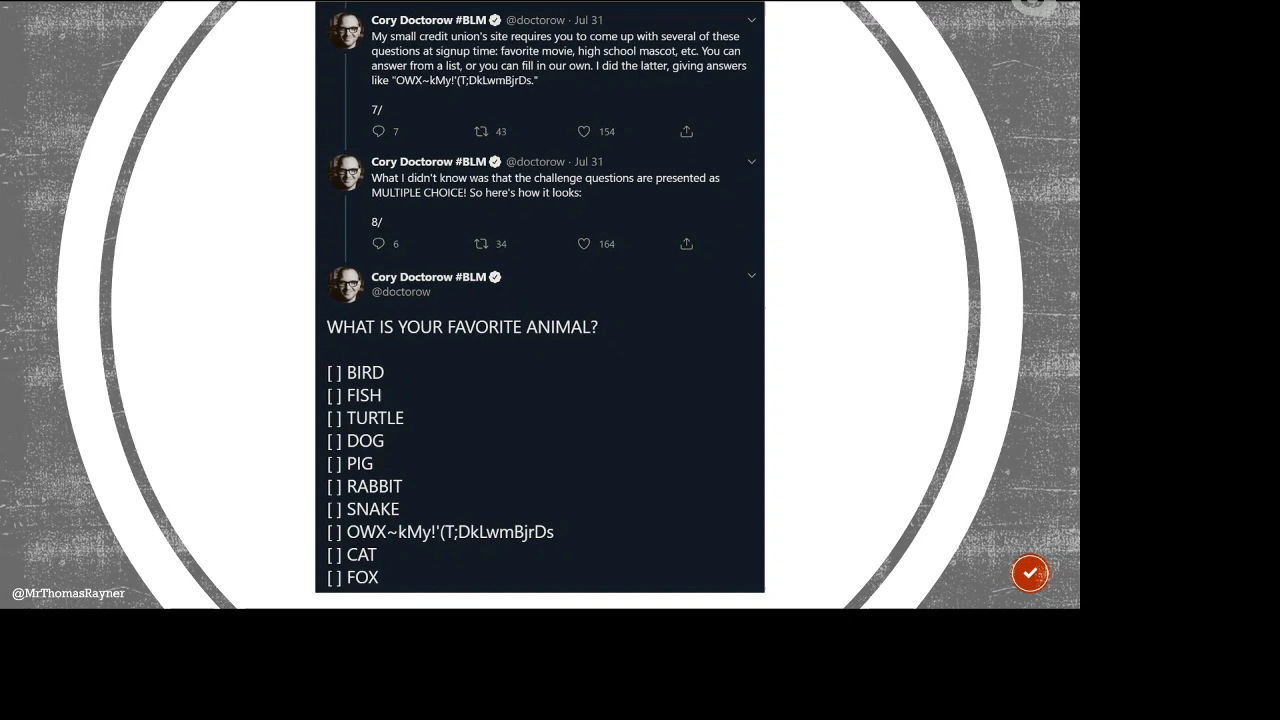 Cory Doctorow #BLM @doctorow · Jul 31
My small credit union's site requires you to come up with several of these
questions at signup time: favorite movie, high school mascot, etc. You can
answer from a list, or you can fill in our own. I did the latter, giving answers
like "OWX~kMy!'(T;DkLwmBjrDs."
7/
7 43 154
Cory Doctorow #BLM @doctorow · Jul 31
What I didn't know was that the challenge questions are presented as
MULTIPLE CHOICE! So here's how it looks:
8/
6 34 164
Cory Doctorow #BLM
@doctorow
WHAT IS YOUR FAVORITE ANIMAL?
[ ] BIRD
[ ] FISH
[ ] TURTLE
[ ] DOG
[ ] PIG
[ ] RABBIT
[ ] SNAKE
[ ] OWX~kMy!'(T;DkLwmBjrDs
[ ] CAT
[ ] FOX
@MrThomasRayner